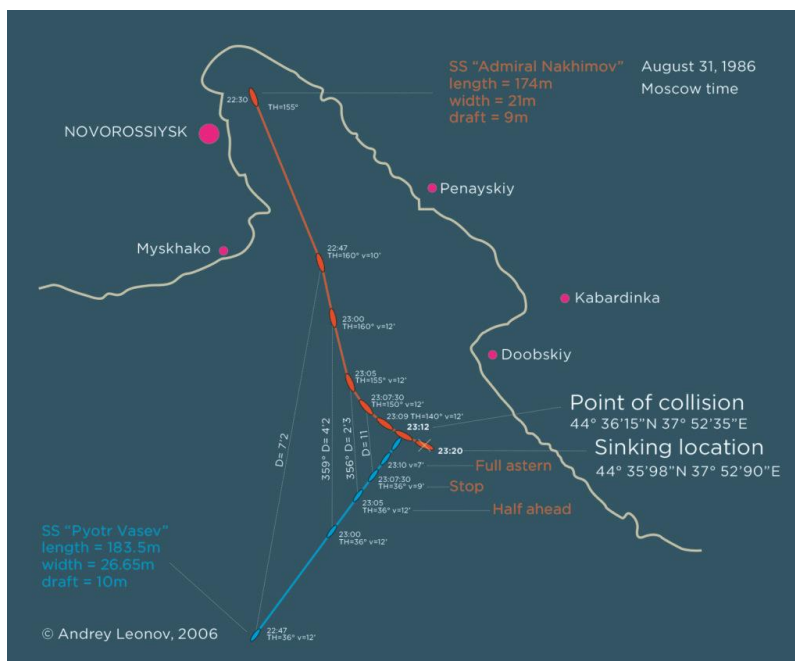 SS “Admiral Nakhimov”
length = 174m
width = 21m
draft = 9m
August 31, 1986
Moscow time
22:30
TH=155°
NOVOROSSIYSK
Penayskiy
Myskhako
22:47
TH=160° v=10'
Kabardinka
23:00
TH=160° v=12'
Doobskiy
23:05
TH=155° v=12'
23:07:30
TH=150° v=12'
23:09 TH=140° v=12'
23:12
Point of collision
44° 36'15”N 37° 52'35”E
23:20
Sinking location
44° 35'98”N 37° 52'90”E
D= 7'2
359° D= 4'2
356° D= 2'3
D= 11
23:10 v=7'
Full astern
23:07:30
TH=36° v=9'
Stop
23:05
TH=36° v=12'
Half ahead
23:00
TH=36° v=12'
SS “Pyotr Vasev”
length = 183.5m
width = 26.65m
draft = 10m
22:47
TH=36° v=12'
© Andrey Leonov, 2006